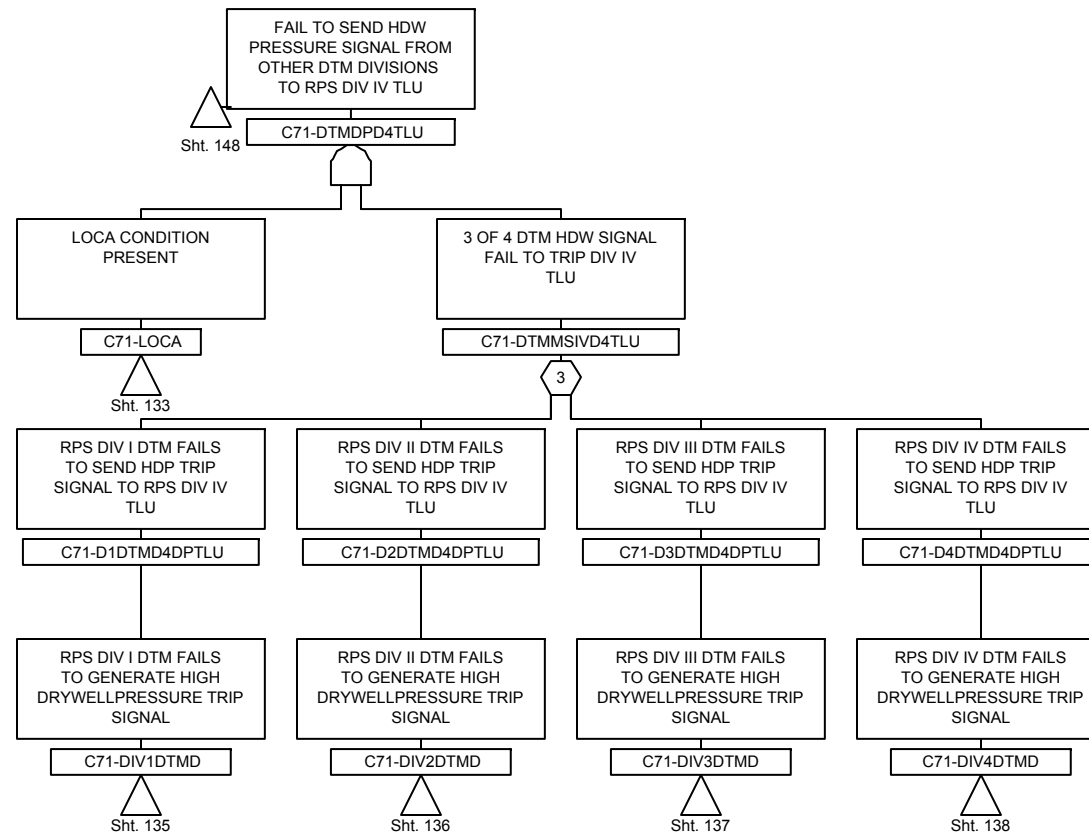 FAIL TO SEND HDW
PRESSURE SIGNAL FROM
OTHER DTM DIVISIONS
TO RPS DIV IV TLU
Sht. 148
C71-DTMDPD4TLU
LOCA CONDITION
PRESENT
C71-LOCA
Sht. 133
3 OF 4 DTM HDW SIGNAL
FAIL TO TRIP DIV IV
TLU
C71-DTMMSIVD4TLU
3
RPS DIV I DTM FAILS
TO SEND HDP TRIP
SIGNAL TO RPS DIV IV
TLU
C71-D1DTMD4DPTLU
RPS DIV II DTM FAILS
TO SEND HDP TRIP
SIGNAL TO RPS DIV IV
TLU
C71-D2DTMD4DPTLU
RPS DIV III DTM FAILS
TO SEND HDP TRIP
SIGNAL TO RPS DIV IV
TLU
C71-D3DTMD4DPTLU
RPS DIV IV DTM FAILS
TO SEND HDP TRIP
SIGNAL TO RPS DIV IV
TLU
C71-D4DTMD4DPTLU
RPS DIV I DTM FAILS
TO GENERATE HIGH
DRYWELLPRESSURE TRIP
SIGNAL
C71-DIV1DTMD
Sht. 135
RPS DIV II DTM FAILS
TO GENERATE HIGH
DRYWELLPRESSURE TRIP
SIGNAL
C71-DIV2DTMD
Sht. 136
RPS DIV III DTM FAILS
TO GENERATE HIGH
DRYWELLPRESSURE TRIP
SIGNAL
C71-DIV3DTMD
Sht. 137
RPS DIV IV DTM FAILS
TO GENERATE HIGH
DRYWELLPRESSURE TRIP
SIGNAL
C71-DIV4DTMD
Sht. 138